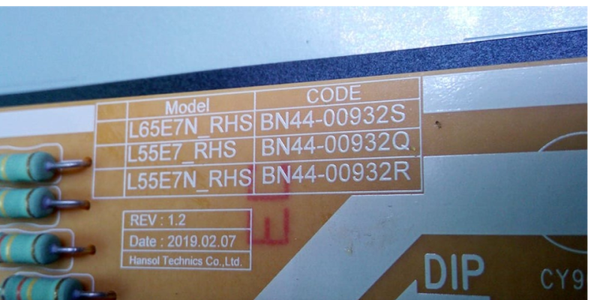 Model CODE
L65E7N_RHS BN44-00932S
L55E7_RHS BN44-00932Q
L55E7N_RHS BN44-00932R
REV : 1.2
Date : 2019.02.07
Hansol Technics Co.,Ltd.
DIP
CY9